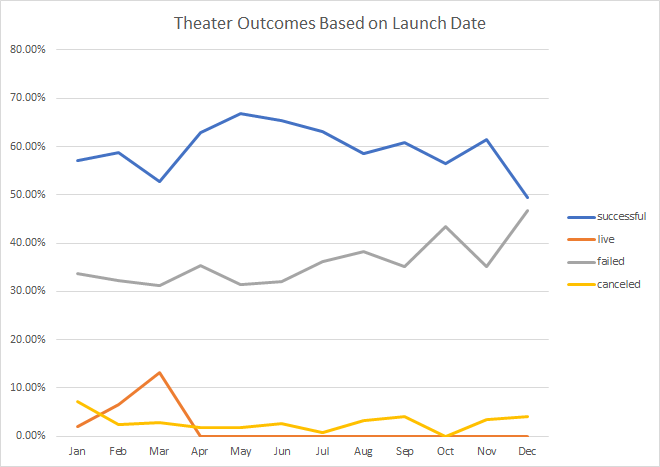 Theater Outcomes Based on Launch Date
80.00%
70.00%
60.00%
50.00%
40.00%
30.00%
20.00%
10.00%
0.00%
Jan Feb Mar Apr May Jun Jul Aug Sep Oct Nov Dec
successful
live
failed
canceled